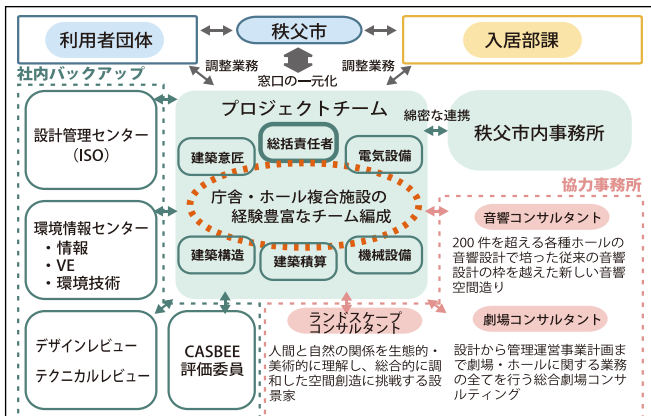 利用者団体
秩父市
入居部課
調整業務
窓口の一元化
調整業務
社内バックアップ
設計管理センター
（ISO）
環境情報センター
・情報
・VE
・環境技術
デザインレビュー
テクニカルレビュー
CASBEE
評価委員
プロジェクトチーム
総括責任者
建築意匠
電気設備
庁舎・ホール複合施設の
経験豊富なチーム編成
建築構造
建築積算
機械設備
綿密な連携
秩父市内事務所
協力事務所
音響コンサルタント
200 件を超える各種ホールの
音響設計で培った従来の音響
設計の枠を越えた新しい音響
空間造り
ランドスケープ
コンサルタント
人間と自然の関係を生態的・
美術的に理解し、総合的に調
和した空間創造に挑戦する設
景家
劇場コンサルタント
設計から管理運営事業計画ま
で劇場・ホールに関する業務
の全てを行う総合劇場コンサ
ルティング